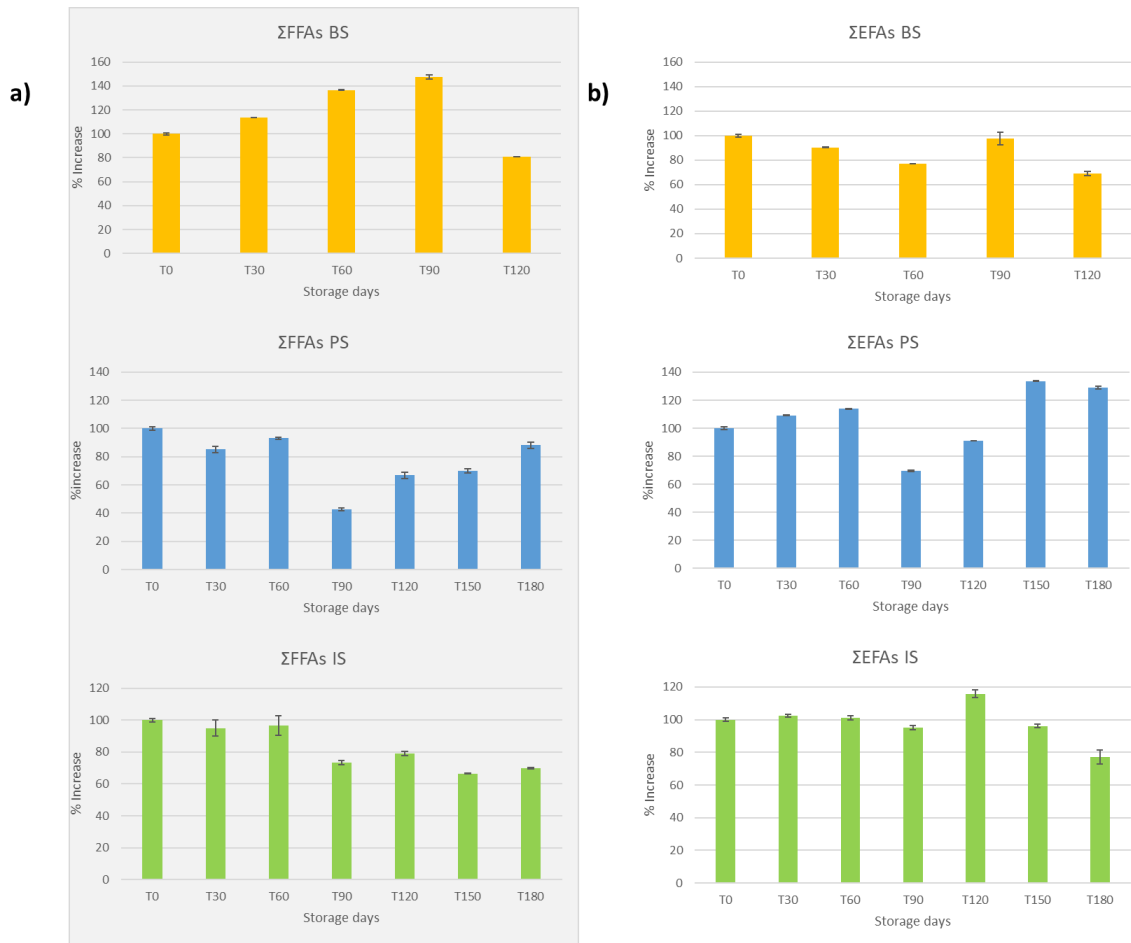 a)
ΣFFAs BS
% Increase
160
140
120
100
80
60
40
20
0
T0 T30 T60 T90 T120
Storage days
ΣFFAs PS
%increase
140
120
100
80
60
40
20
0
T0 T30 T60 T90 T120 T150 T180
Storage days
ΣFFAs IS
% Increase
120
100
80
60
40
20
0
T0 T30 T60 T90 T120 T150 T180
Storage days
b)
ΣEFAs BS
% Increase
160
140
120
100
80
60
40
20
0
T0 T30 T60 T90 T120
Storage days
ΣEFAs PS
%increase
140
120
100
80
60
40
20
0
T0 T30 T60 T90 T120 T150 T180
Storage days
ΣEFAs IS
% Increase
120
100
80
60
40
20
0
T0 T30 T60 T90 T120 T150 T180
Storage days